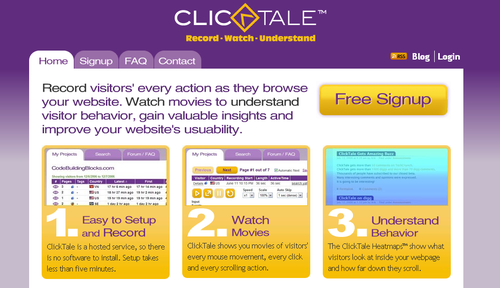 CLICKTALE™
Record - Watch - Understand
RSS Blog Login
Home Signup FAQ Contact
Record visitors' every action as they browse
your website. Watch movies to understand
visitor behavior, gain valuable insights and
improve your website's usuability.
Free Signup
My Projects Search Forum / FAQ
CodeBuildingBlocks.com
My Projects Search Forum / FAQ
Previous Next Page #1 out of 7
1. Easy to Setup
and Record
ClickTale is a hosted service, so there
is no software to install. Setup takes
less than five minutes.
2. Watch
Movies
ClickTale shows you movies of visitors'
every mouse movement, every click
and every scrolling action.
3. Understand
Behavior
The ClickTale Heatmaps™ show what
visitors look at inside your webpage
and how far down they scroll.